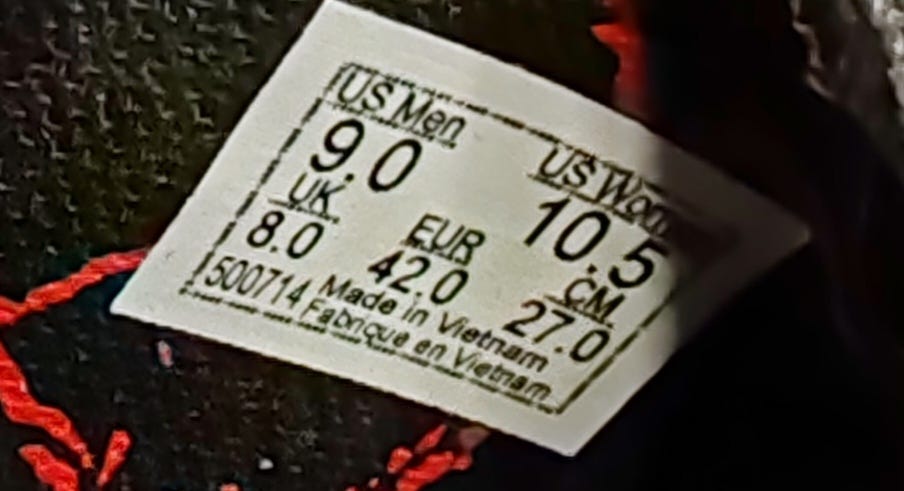 US Men US Wom
9.0 10.5
UK EUR CM
8.0 42.0 27.0
500714 Made in Vietnam
Fabriqué en Vietnam